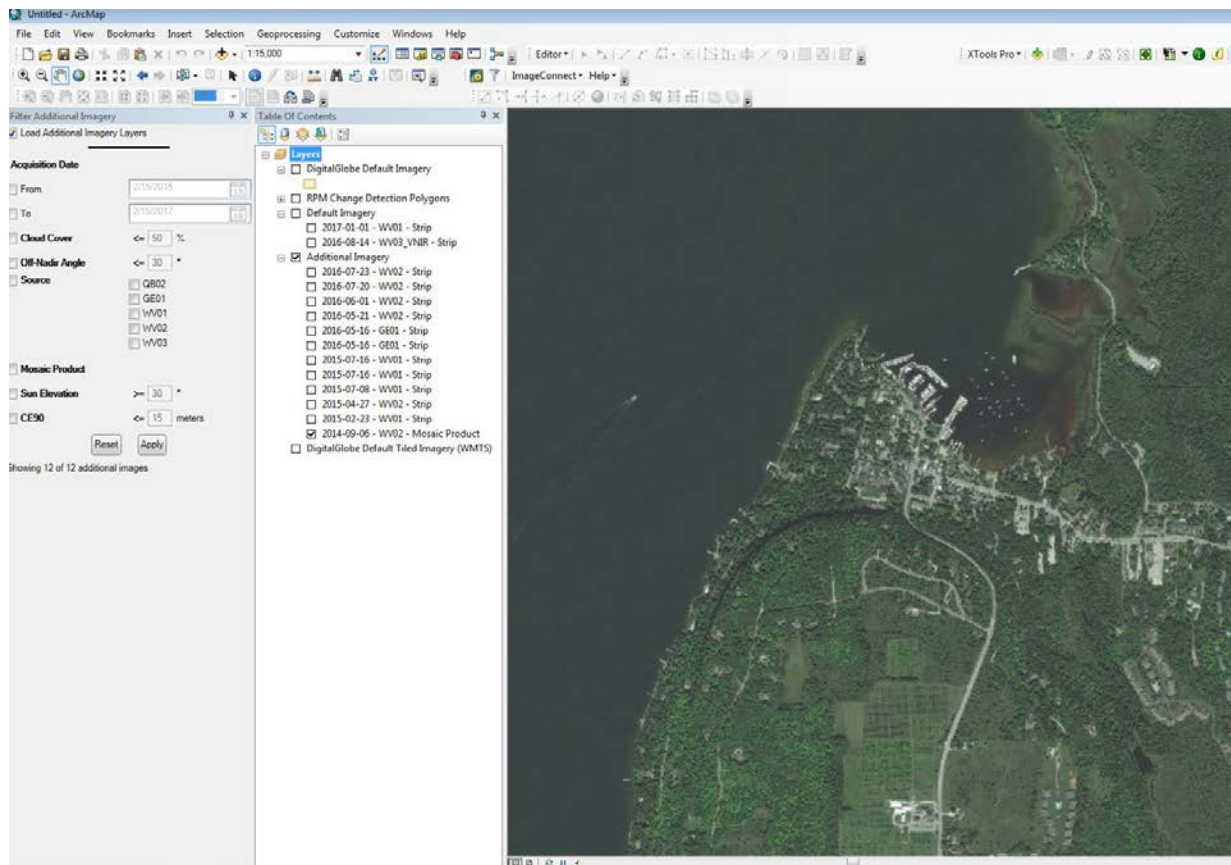 Untitled - ArcMap
File Edit View Bookmarks Insert Selection Geoprocessing Customize Windows Help
1:15,000
Editor
XTools Pro
ImageConnect Help
Filter Additional Imagery
Load Additional Imagery Layers
Acquisition Date
From 2/15/2016
To 2/15/2017
Cloud Cover <= 50 %
Off-Nadir Angle <= 30 °
Source QB02
GE01
WV01
WV02
WV03
Mosaic Product
Sun Elevation >= 30 °
CE90 <= 15 meters
Reset Apply
Showing 12 of 12 additional images
Table Of Contents
Layers
DigitalGlobe Default Imagery
RPM Change Detection Polygons
Default Imagery
2017-01-01 - WV01 - Strip
2016-08-14 - WV03_VNIR - Strip
Additional Imagery
2016-07-23 - WV02 - Strip
2016-07-20 - WV02 - Strip
2016-06-01 - WV02 - Strip
2016-05-21 - WV02 - Strip
2016-05-16 - GE01 - Strip
2016-05-16 - GE01 - Strip
2015-07-16 - WV01 - Strip
2015-07-16 - WV01 - Strip
2015-07-08 - WV01 - Strip
2015-04-27 - WV02 - Strip
2015-02-23 - WV01 - Strip
2014-09-06 - WV02 - Mosaic Product
DigitalGlobe Default Tiled Imagery (WMTS)